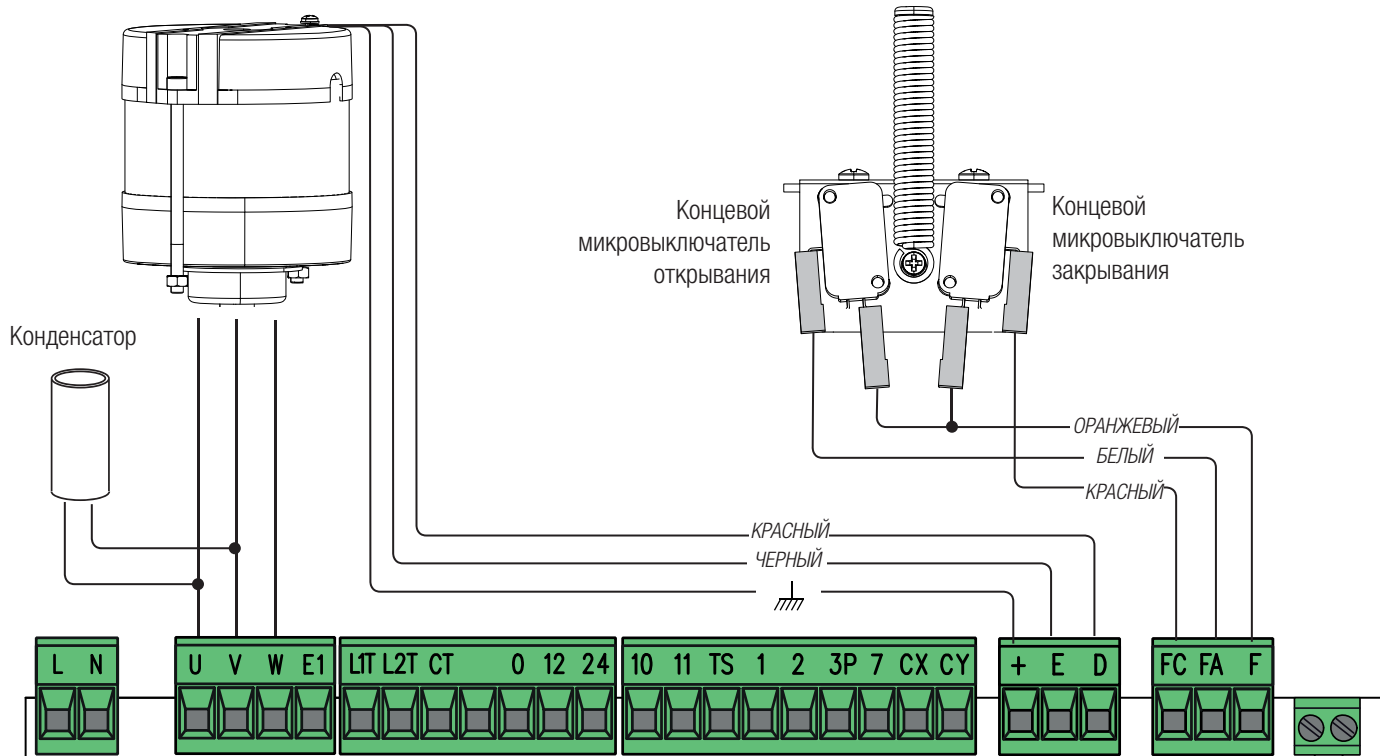 Концевой
микровыключатель
открывания
Концевой
микровыключатель
закрывания
Конденсатор
ОРАНЖЕВЫЙ
БЕЛЫЙ
КРАСНЫЙ
КРАСНЫЙ
ЧЕРНЫЙ
L N
U V W E1
L1T L2T CT 0 12 24
10 11 TS 1 2 3P 7 CX CY
+ E D
FC FA F